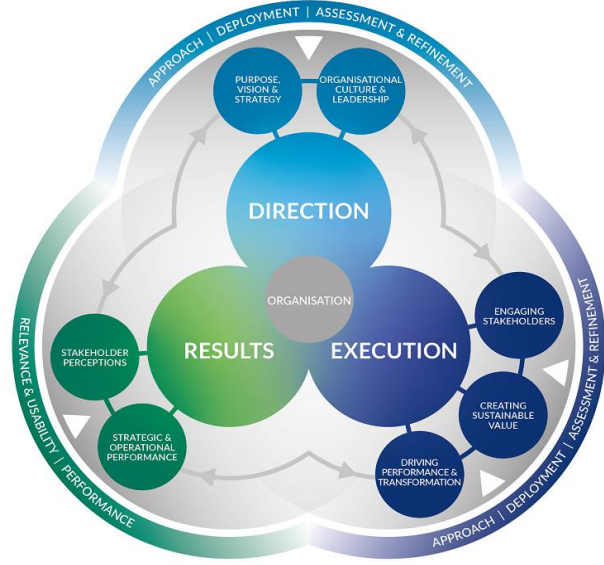 APPROACH | DEPLOYMENT | ASSESSMENT & REFINEMENT
PURPOSE,
VISION &
STRATEGY
ORGANISATIONAL
CULTURE &
LEADERSHIP
DIRECTION
ORGANISATION
RESULTS
EXECUTION
STAKEHOLDER
PERCEPTIONS
STRATEGIC &
OPERATIONAL
PERFORMANCE
ENGAGING
STAKEHOLDERS
CREATING
SUSTAINABLE
VALUE
DRIVING
PERFORMANCE &
TRANSFORMATION
RELEVANCE & USABILITY | PERFORMANCE
APPROACH | DEPLOYMENT | ASSESSMENT & REFINEMENT